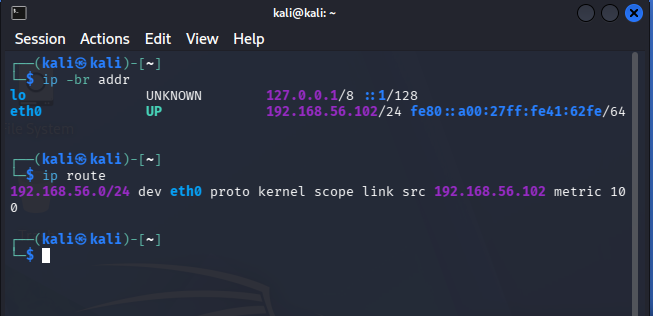 kali@kali: ~
Session Actions Edit View Help
┌──(kali㉿kali)-[~]
└─$ ip -br addr
lo UNKNOWN 127.0.0.1/8 ::1/128
eth0 UP 192.168.56.102/24 fe80::a00:27ff:fe41:62fe/64
┌──(kali㉿kali)-[~]
└─$ ip route
192.168.56.0/24 dev eth0 proto kernel scope link src 192.168.56.102 metric 10
0
┌──(kali㉿kali)-[~]
└─$